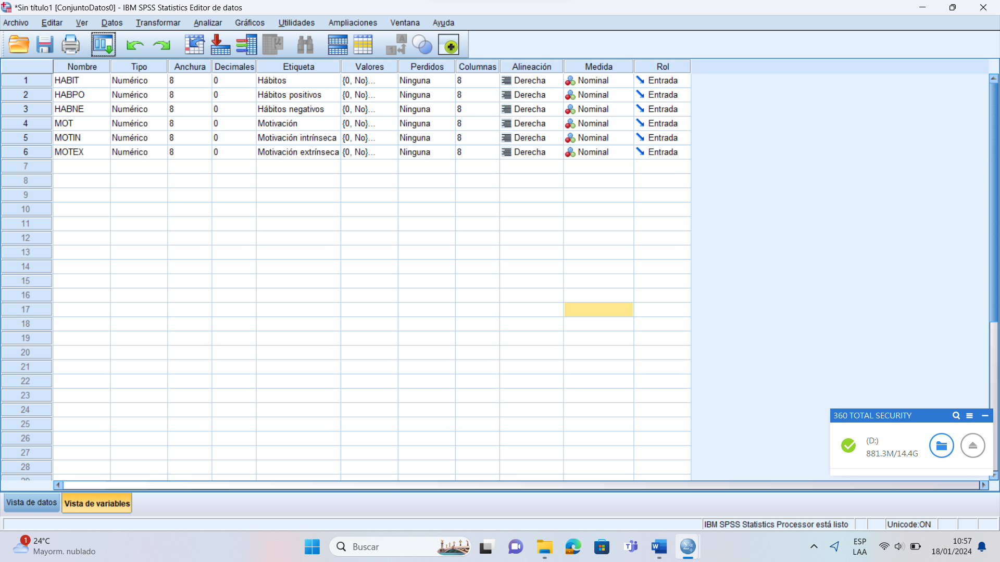 *Sin título1 [ConjuntoDatos0] - IBM SPSS Statistics Editor de datos
Archivo Editar Ver Datos Transformar Analizar Gráficos Utilidades Ampliaciones Ventana Ayuda
Nombre Tipo Anchura Decimales Etiqueta Valores Perdidos Columnas Alineación Medida Rol
1 HABIT Numérico 8 0 Hábitos {0, No}... Ninguna 8 Derecha Nominal Entrada
2 HABPO Numérico 8 0 Hábitos positivos {0, No}... Ninguna 8 Derecha Nominal Entrada
3 HABNE Numérico 8 0 Hábitos negativos {0, No}... Ninguna 8 Derecha Nominal Entrada
4 MOT Numérico 8 0 Motivación {0, No}... Ninguna 8 Derecha Nominal Entrada
5 MOTIN Numérico 8 0 Motivación intrínseca {0, No}... Ninguna 8 Derecha Nominal Entrada
6 MOTEX Numérico 8 0 Motivación extrínseca {0, No}... Ninguna 8 Derecha Nominal Entrada
7
8
9
10
11
12
13
14
15
16
17
18
19
20
21
22
23
24
25
26
27
28
29
360 TOTAL SECURITY
(D:)
881.3M/14.4G
Vista de datos Vista de variables
IBM SPSS Statistics Processor está listo Unicode:ON
1 24°C
Mayorm. nublado
Buscar
ESP
LAA
10:57
18/01/2024